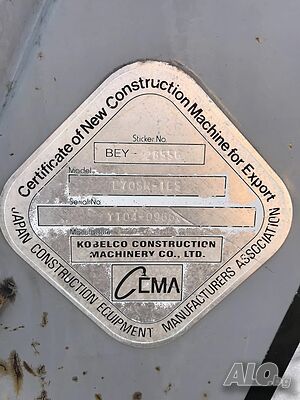 Certificate of New Construction Machine for Export
Sticker No.
BEY -
Model
Serial No.
Manufacturer
KOBELCO CONSTRUCTION
MACHINERY CO., LTD.
CEMA
JAPAN CONSTRUCTION EQUIPMENT MANUFACTURERS ASSOCIATION
ALO.bg